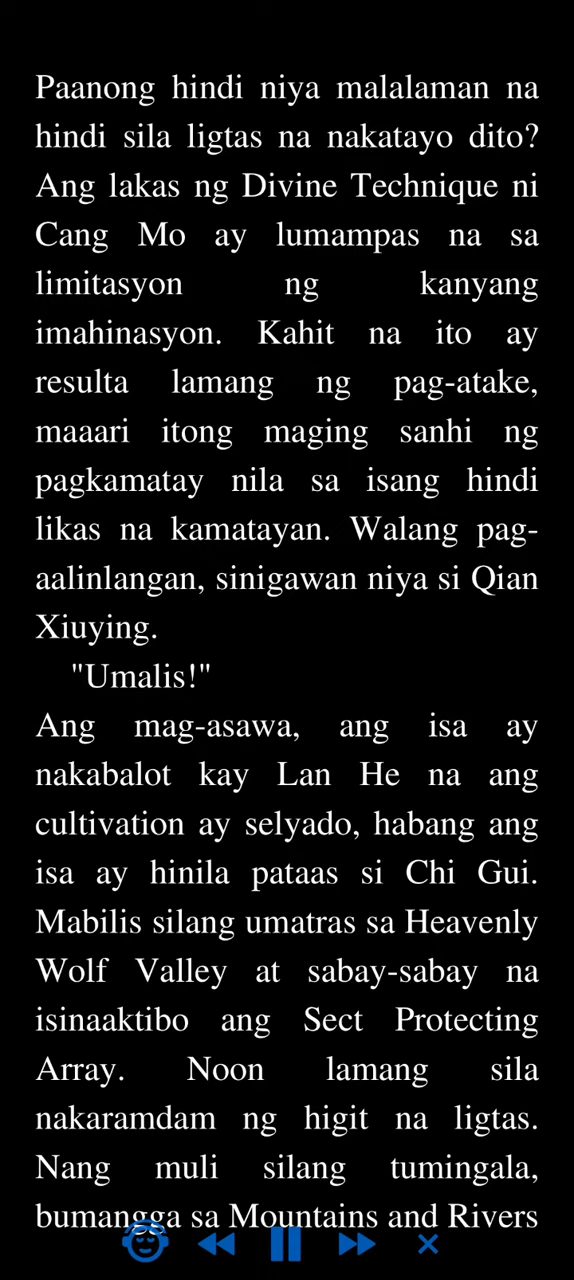 Paanong hindi niya malalaman na
hindi sila ligtas na nakatayo dito?
Ang lakas ng Divine Technique ni
Cang Mo ay lumampas na sa
limitasyon ng kanyang
imahinasyon. Kahit na ito ay
resulta lamang ng pag-atake,
maaari itong maging sanhi ng
pagkamatay nila sa isang hindi
likas na kamatayan. Walang pag-
aalinlangan, sinigawan niya si Qian
Xiuying.
"Umalis!"
Ang mag-asawa, ang isa ay
nakabalot kay Lan He na ang
cultivation ay selyado, habang ang
isa ay hinila pataas si Chi Gui.
Mabilis silang umatras sa Heavenly
Wolf Valley at sabay-sabay na
isinaaktibo ang Sect Protecting
Array. Noon lamang sila
nakaramdam ng higit na ligtas.
Nang muli silang tumingala,
bumangga sa Mountains and Rivers